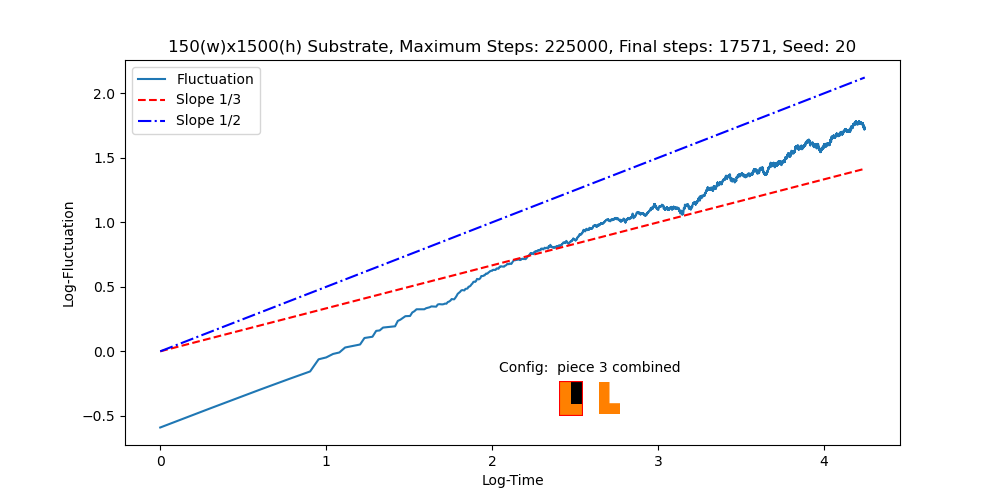 150(w)x1500(h) Substrate, Maximum Steps: 225000, Final steps: 17571, Seed: 20
Fluctuation
Slope 1/3
Slope 1/2
Log-Fluctuation
2.0
1.5
1.0
0.5
0.0
−0.5
Config:  piece 3 combined
0
1
2
3
4
Log-Time